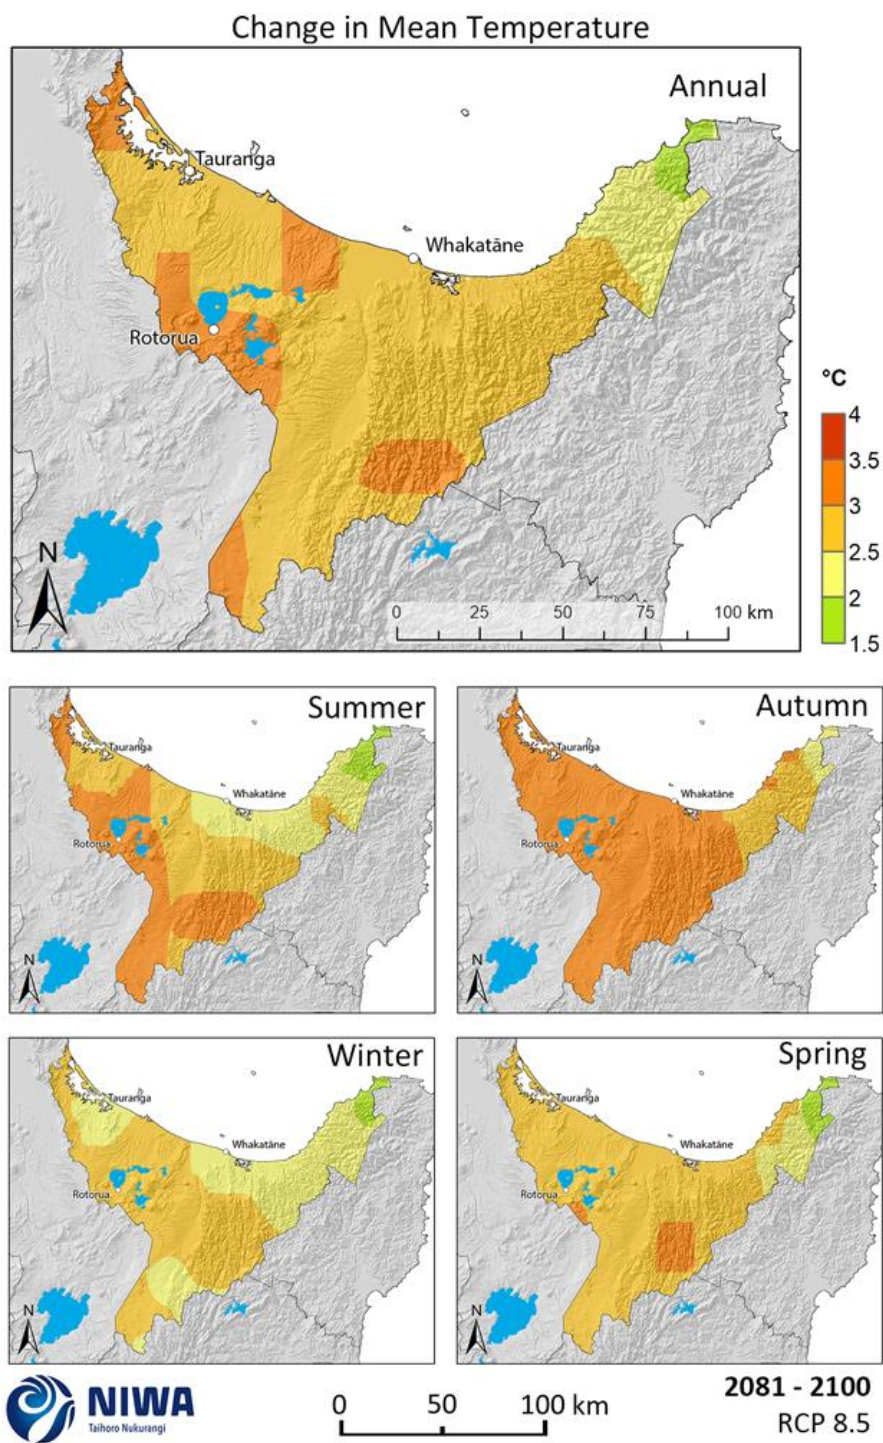 Change in Mean Temperature
Annual
Tauranga
Whakatāne
Rotorua
°C
4
3.5
3
2.5
2
1.5
N
0 25 50 75 100 km
Summer
Tauranga
Whakatāne
Rotorua
N
Autumn
Tauranga
Whakatāne
Rotorua
N
Winter
Tauranga
Whakatāne
Rotorua
N
Spring
Tauranga
Whakatāne
Rotorua
N
NIWA
Taihoro Nukurangi
0 50 100 km
2081 - 2100
RCP 8.5